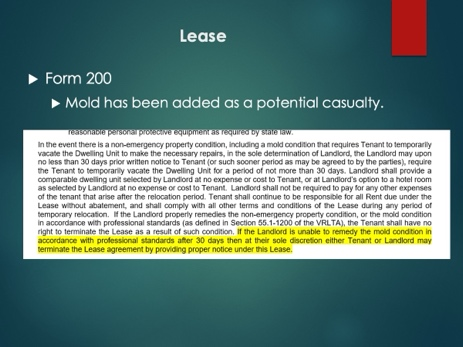 Lease
Form 200
Mold has been added as a potential casualty.
reasonable personal protective equipment as required by state law.
In the event there is a non-emergency property condition, including a mold condition that requires Tenant to temporarily
vacate the Dwelling Unit to make the necessary repairs, in the sole determination of Landlord, the Landlord may upon
no less than 30 days prior written notice to Tenant (or such sooner period as may be agreed to by the parties), require
the Tenant to temporarily vacate the Dwelling Unit for a period of not more than 30 days. Landlord shall provide a
comparable dwelling unit selected by Landlord at no expense or cost to Tenant, or at Landlord's option to a hotel room
as selected by Landlord at no expense or cost to Tenant. Landlord shall not be required to pay for any other expenses
of the tenant that arise after the relocation period. Tenant shall continue to be responsible for all Rent due under the
Lease without abatement, and shall comply with all other terms and conditions of the Lease during any period of
temporary relocation. If the Landlord properly remedies the non-emergency property condition, or the mold condition
in accordance with professional standards (as defined in Section 55.1-1200 of the VRLTA), the Tenant shall have no
right to terminate the Lease as a result of such condition. If the Landlord is unable to remedy the mold condition in
accordance with professional standards after 30 days then at their sole discretion either Tenant or Landlord may
terminate the Lease agreement by providing proper notice under this Lease.